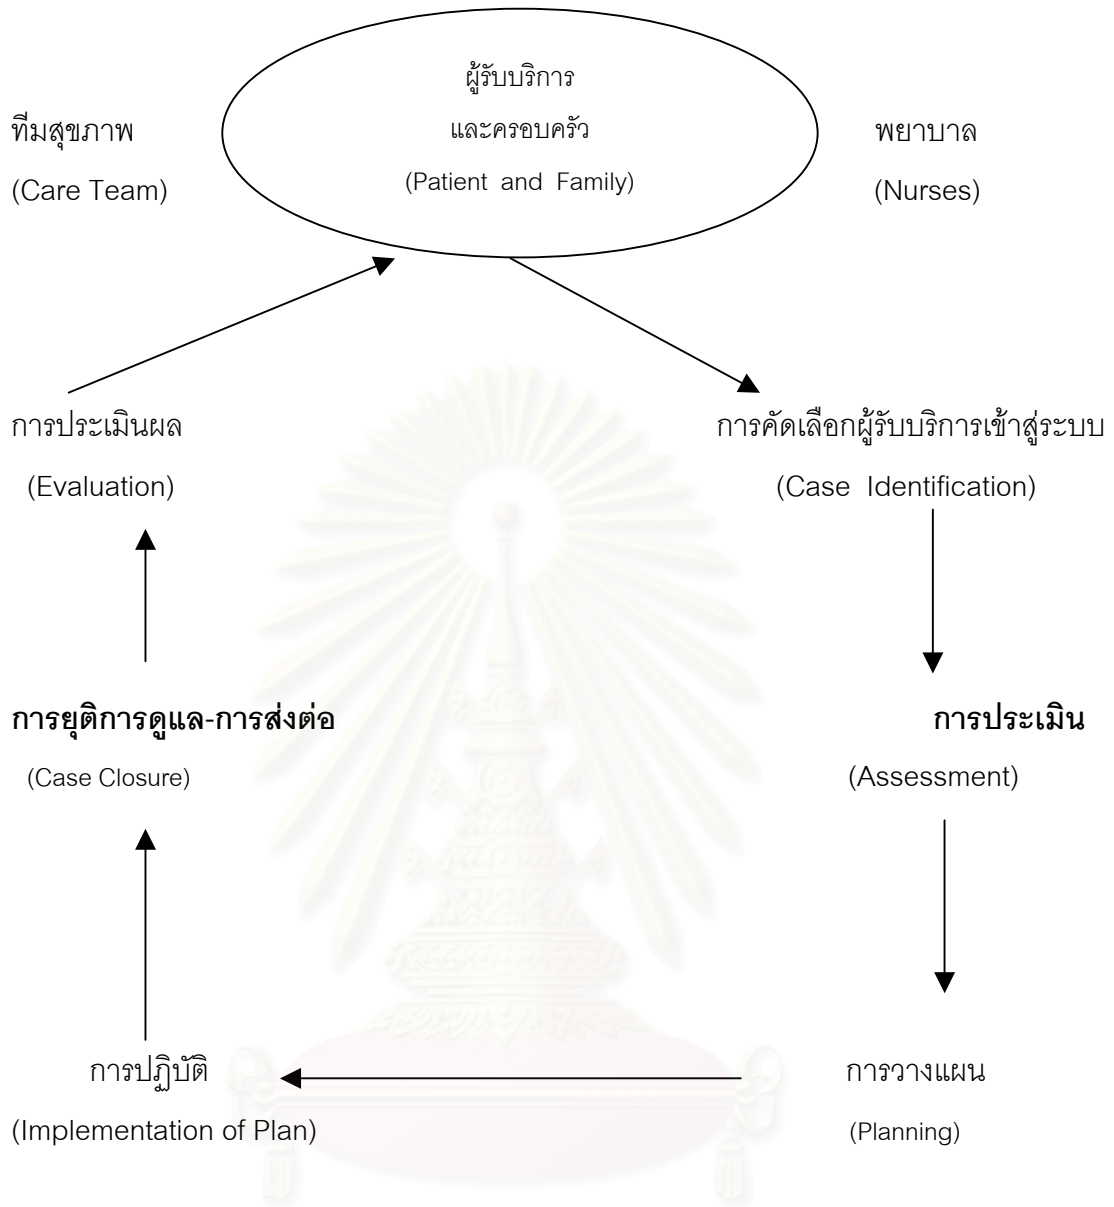 ผู้รับบริการ
และครอบครัว
(Patient and Family)
ทีมสุขภาพ
(Care Team)
พยาบาล
(Nurses)
การประเมินผล
(Evaluation)
การคัดเลือกผู้รับบริการเข้าสู่ระบบ
(Case Identification)
การยุติการดูแล-การส่งต่อ
(Case Closure)
การประเมิน
(Assessment)
การปฏิบัติ
(Implementation of Plan)
การวางแผน
(Planning)